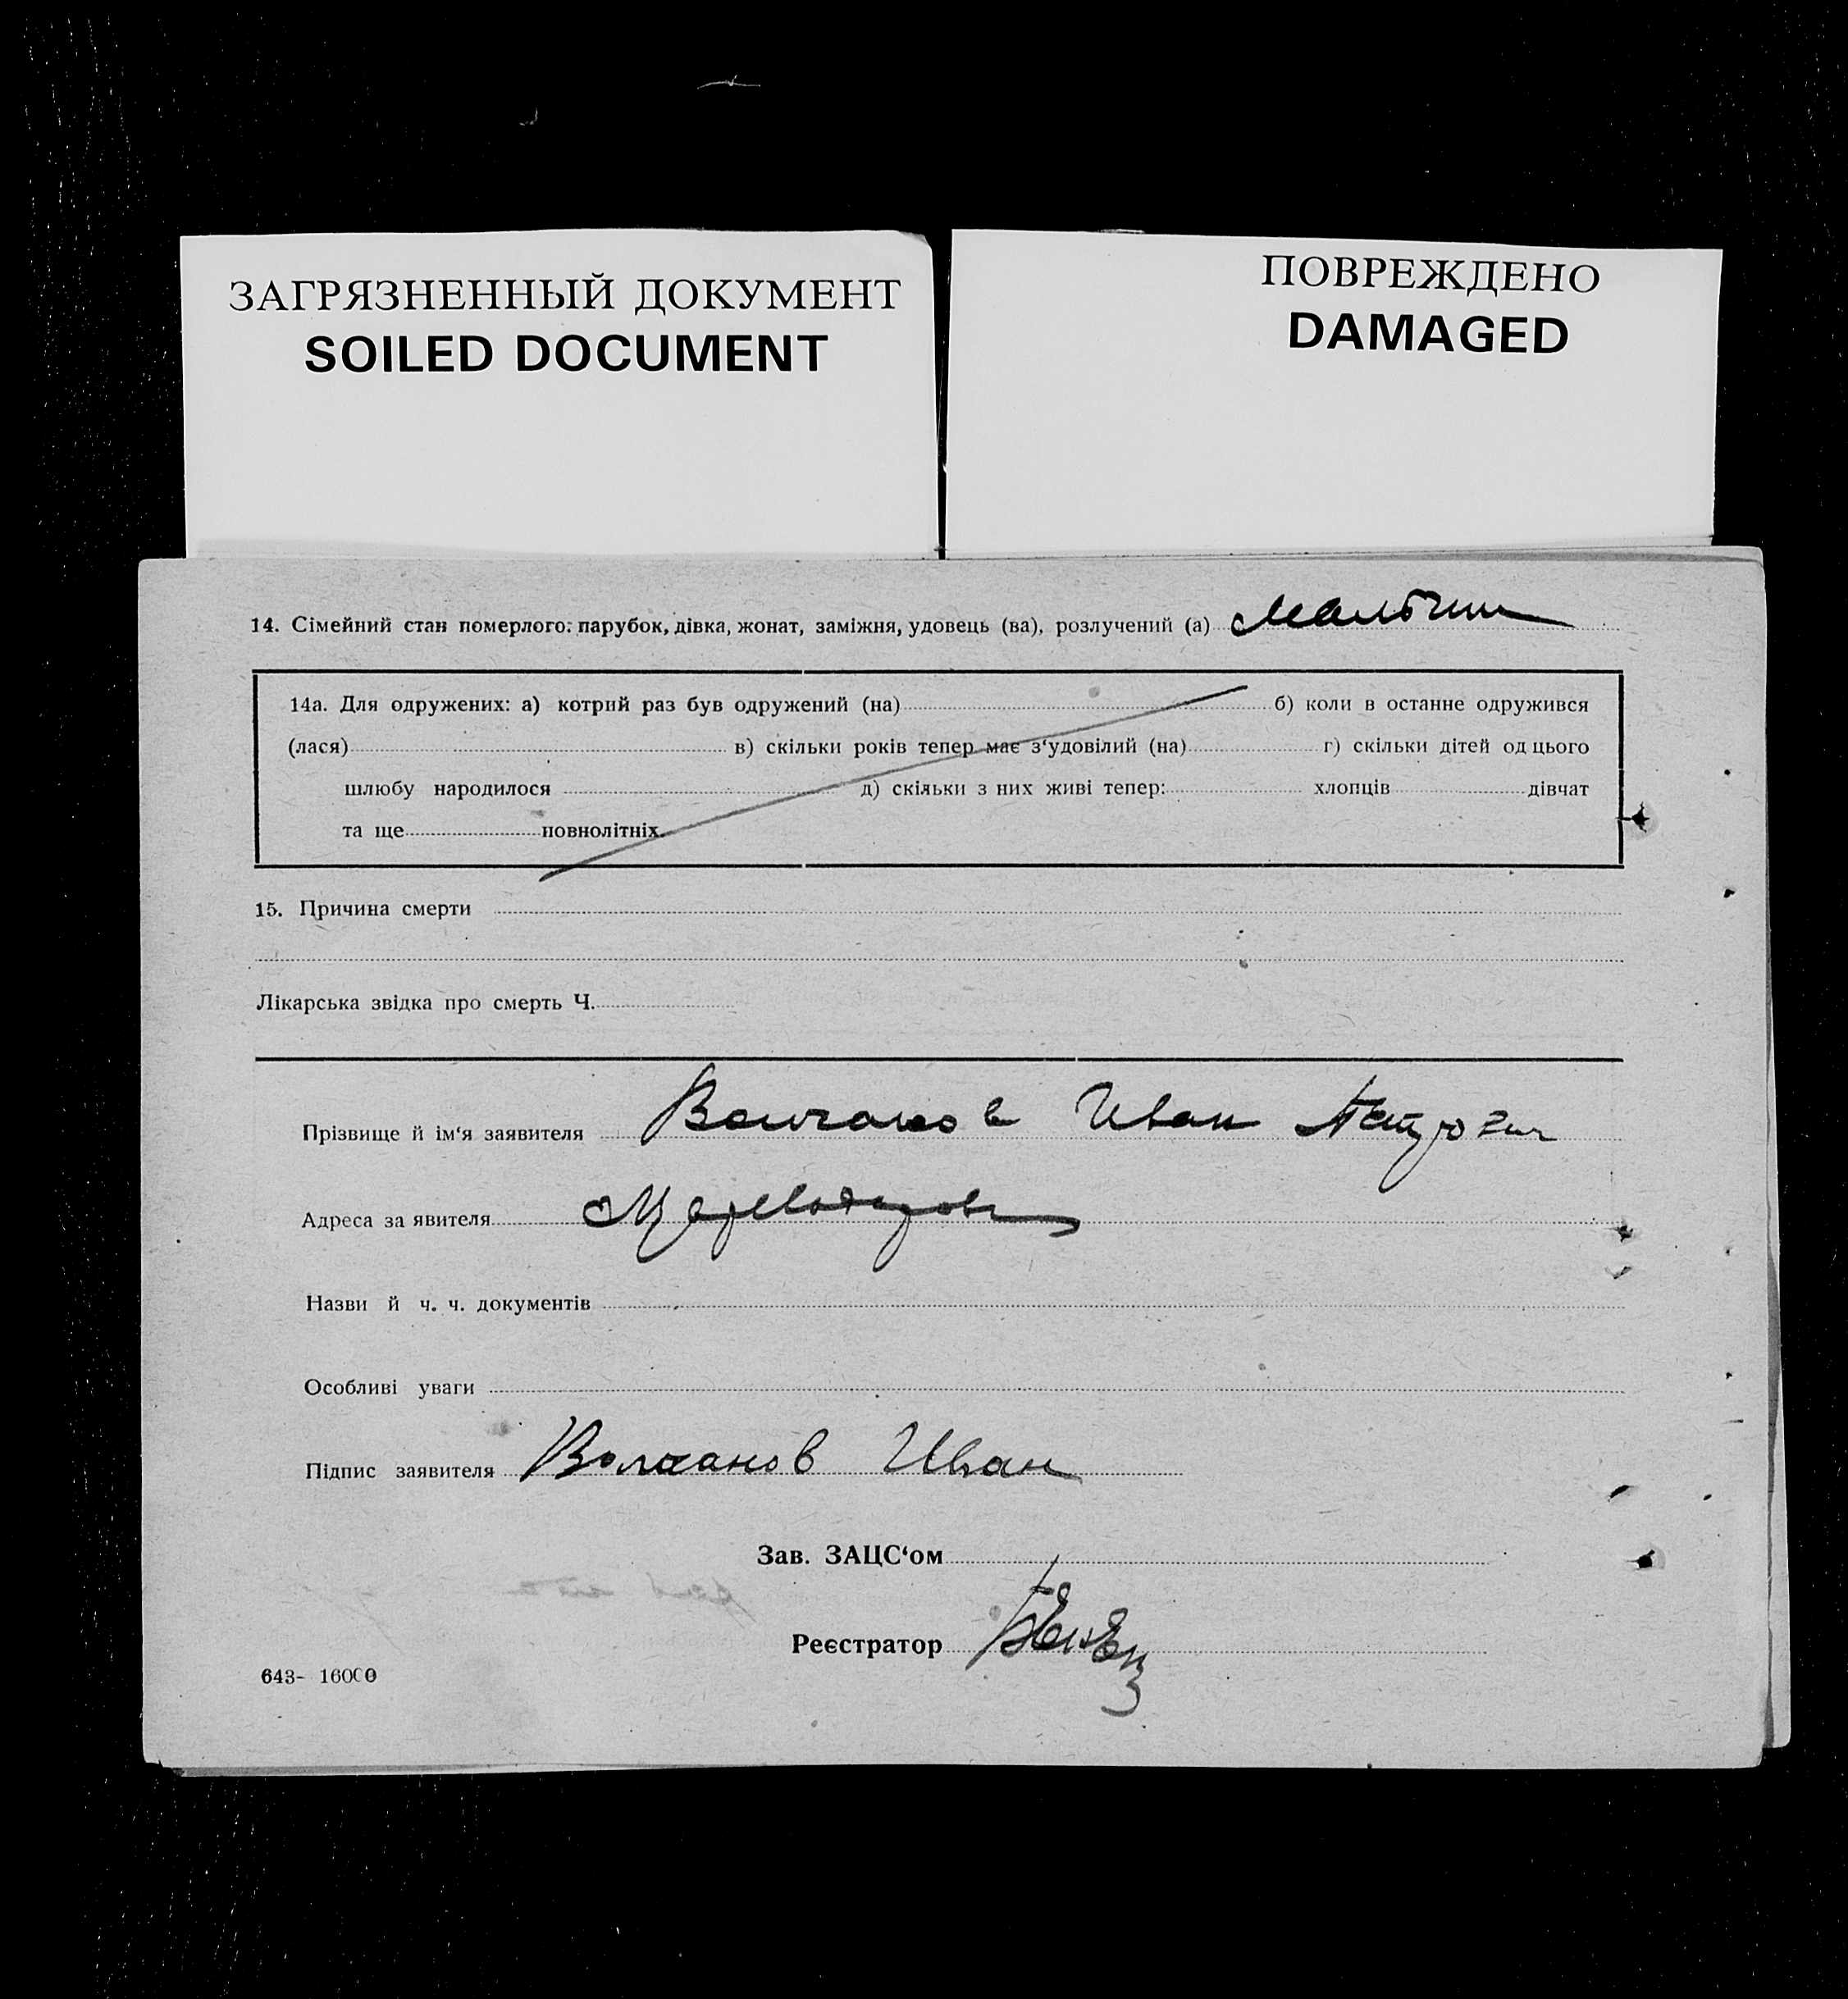 ЗАГРЯЗНЕННЫЙ ДОКУМЕНТ
SOILED DOCUMENT
ПОВРЕЖДЕНО
DAMAGED
14. Сімейний стан померлого: парубок, дівка, жонат, заміжня, удовець (ва), розлучений (а)
14а. Для одружених: а) котрий раз був одружений (на) б) коли в останне одружився
(лася) в) скільки років тепер має з‘удовілий (на) г) скільки дітей од цього
шлюбу народилося д) скільки з них живі тепер: хлопців дівчат
та ще повнолітніх.
15. Причина смерти
Лікарська звідка про смерть Ч.
Прізвище й ім‘я заявителя Волчанов Иван
Адреса за явителя
Назви й ч. ч. документів
Особливі уваги
Підпис заявителя Волчанов Иван
Зав. ЗАЦС‘ом
Реєстратор
643- 16000